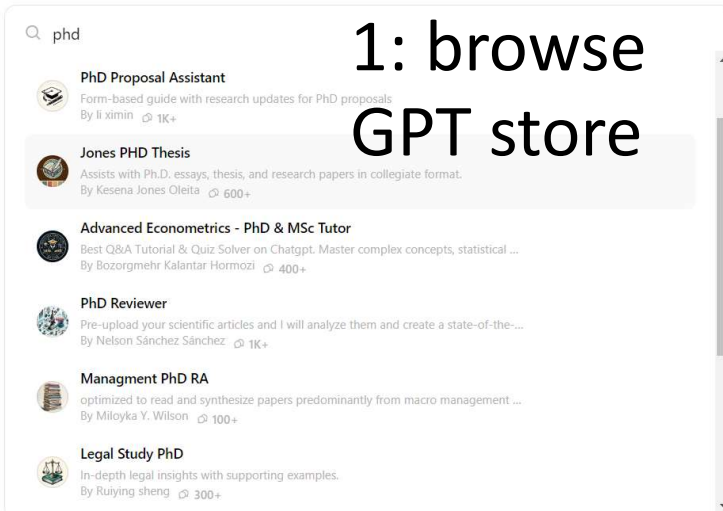 phd
1: browse
GPT store
PhD Proposal Assistant
Form-based guide with research updates for PhD proposals
By li ximin 1K+
Jones PHD Thesis
Assists with Ph.D. essays, thesis, and research papers in collegiate format.
By Kesena Jones Oleita 600+
Advanced Econometrics - PhD & MSc Tutor
Best Q&A Tutorial & Quiz Solver on Chatgpt. Master complex concepts, statistical ...
By Bozorgmehr Kalantar Hormozi 400+
PhD Reviewer
Pre-upload your scientific articles and I will analyze them and create a state-of-the-...
By Nelson Sánchez Sánchez 1K+
Managment PhD RA
optimized to read and synthesize papers predominantly from macro management ...
By Miloyka Y. Wilson 100+
Legal Study PhD
In-depth legal insights with supporting examples.
By Ruiying sheng 300+